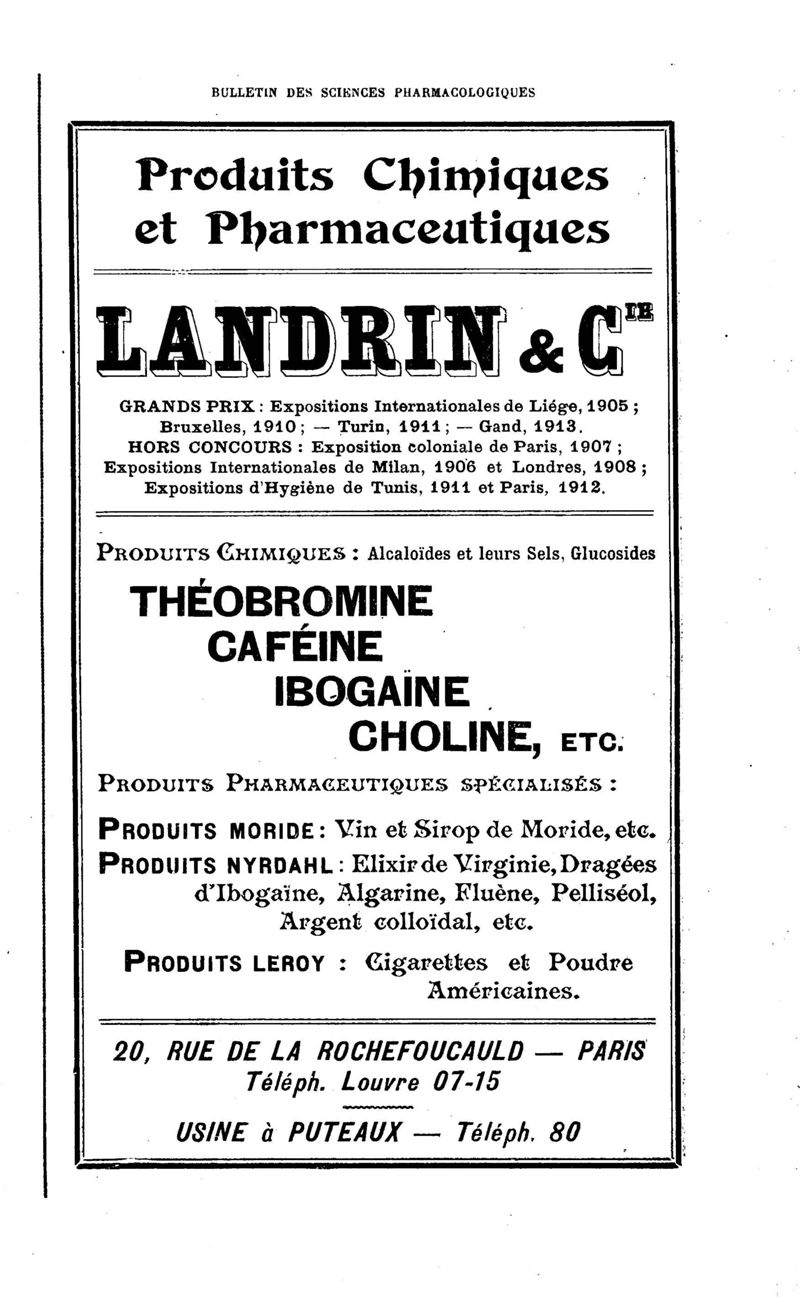 BULLETIN DES SCIENCES PHARMACOLOGIQUES
Produits Chimiques
et Pharmaceutiques
LANDRIN & CIE
GRANDS PRIX : Expositions Internationales de Liége, 1905 ;
Bruxelles, 1910 ; — Turin, 1911 ; — Gand, 1913.
HORS CONCOURS : Exposition coloniale de Paris, 1907 ;
Expositions Internationales de Milan, 1906 et Londres, 1908 ;
Expositions d'Hygiène de Tunis, 1911 et Paris, 1912.
PRODUITS CHIMIQUES : Alcaloïdes et leurs Sels, Glucosides
THÉOBROMINE
CAFÉINE
IBOGAÏNE
CHOLINE, ETC.
PRODUITS PHARMACEUTIQUES SPÉCIALISÉS :
PRODUITS MORIDE : Vin et Sirop de Moride, etc.
PRODUITS NYRDAHL : Elixir de Virginie, Dragées
d'Ibogaïne, Algarine, Fluène, Pelliséol,
Argent colloïdal, etc.
PRODUITS LEROY : Cigarettes et Poudre
Américaines.
20, RUE DE LA ROCHEFOUCAULD — PARIS
Téléph. Louvre 07-15
USINE à PUTEAUX — Téléph. 80